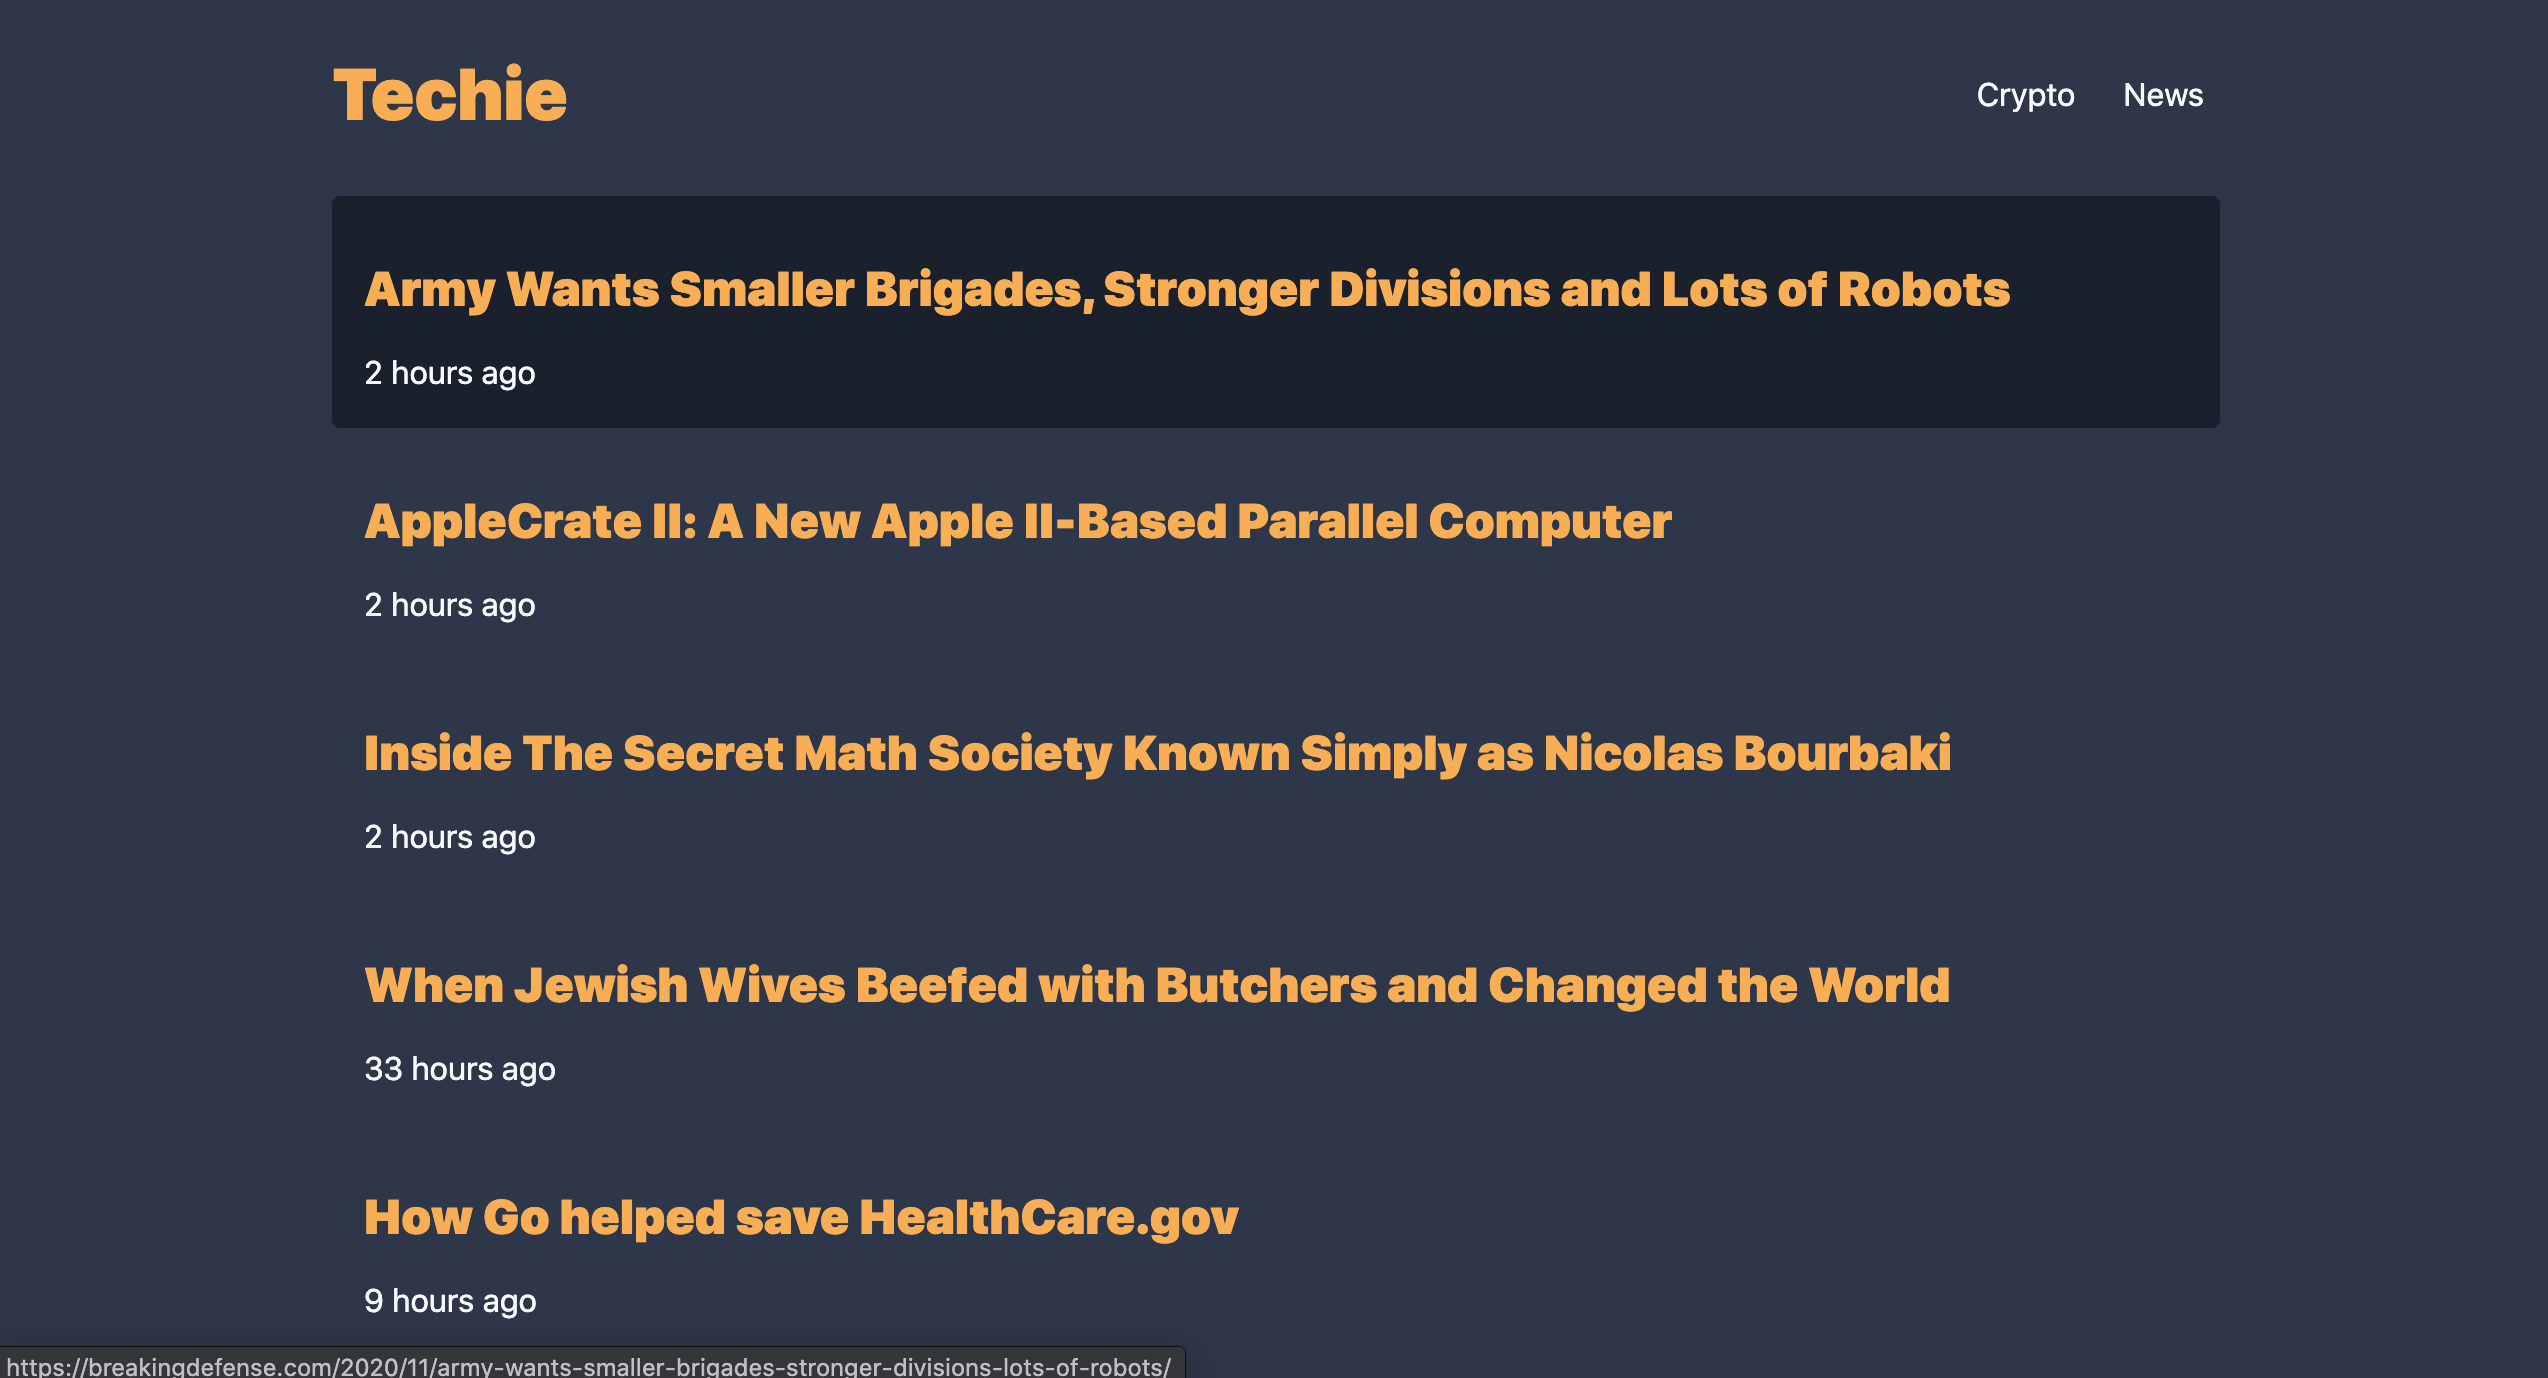 Techie
Crypto
News
Army Wants Smaller Brigades, Stronger Divisions and Lots of Robots
2 hours ago
AppleCrate II: A New Apple II-Based Parallel Computer
2 hours ago
Inside The Secret Math Society Known Simply as Nicolas Bourbaki
2 hours ago
When Jewish Wives Beefed with Butchers and Changed the World
33 hours ago
How Go helped save HealthCare.gov
9 hours ago
https://breakingdefense.com/2020/11/army-wants-smaller-brigades-stronger-divisions-lots-of-robots/